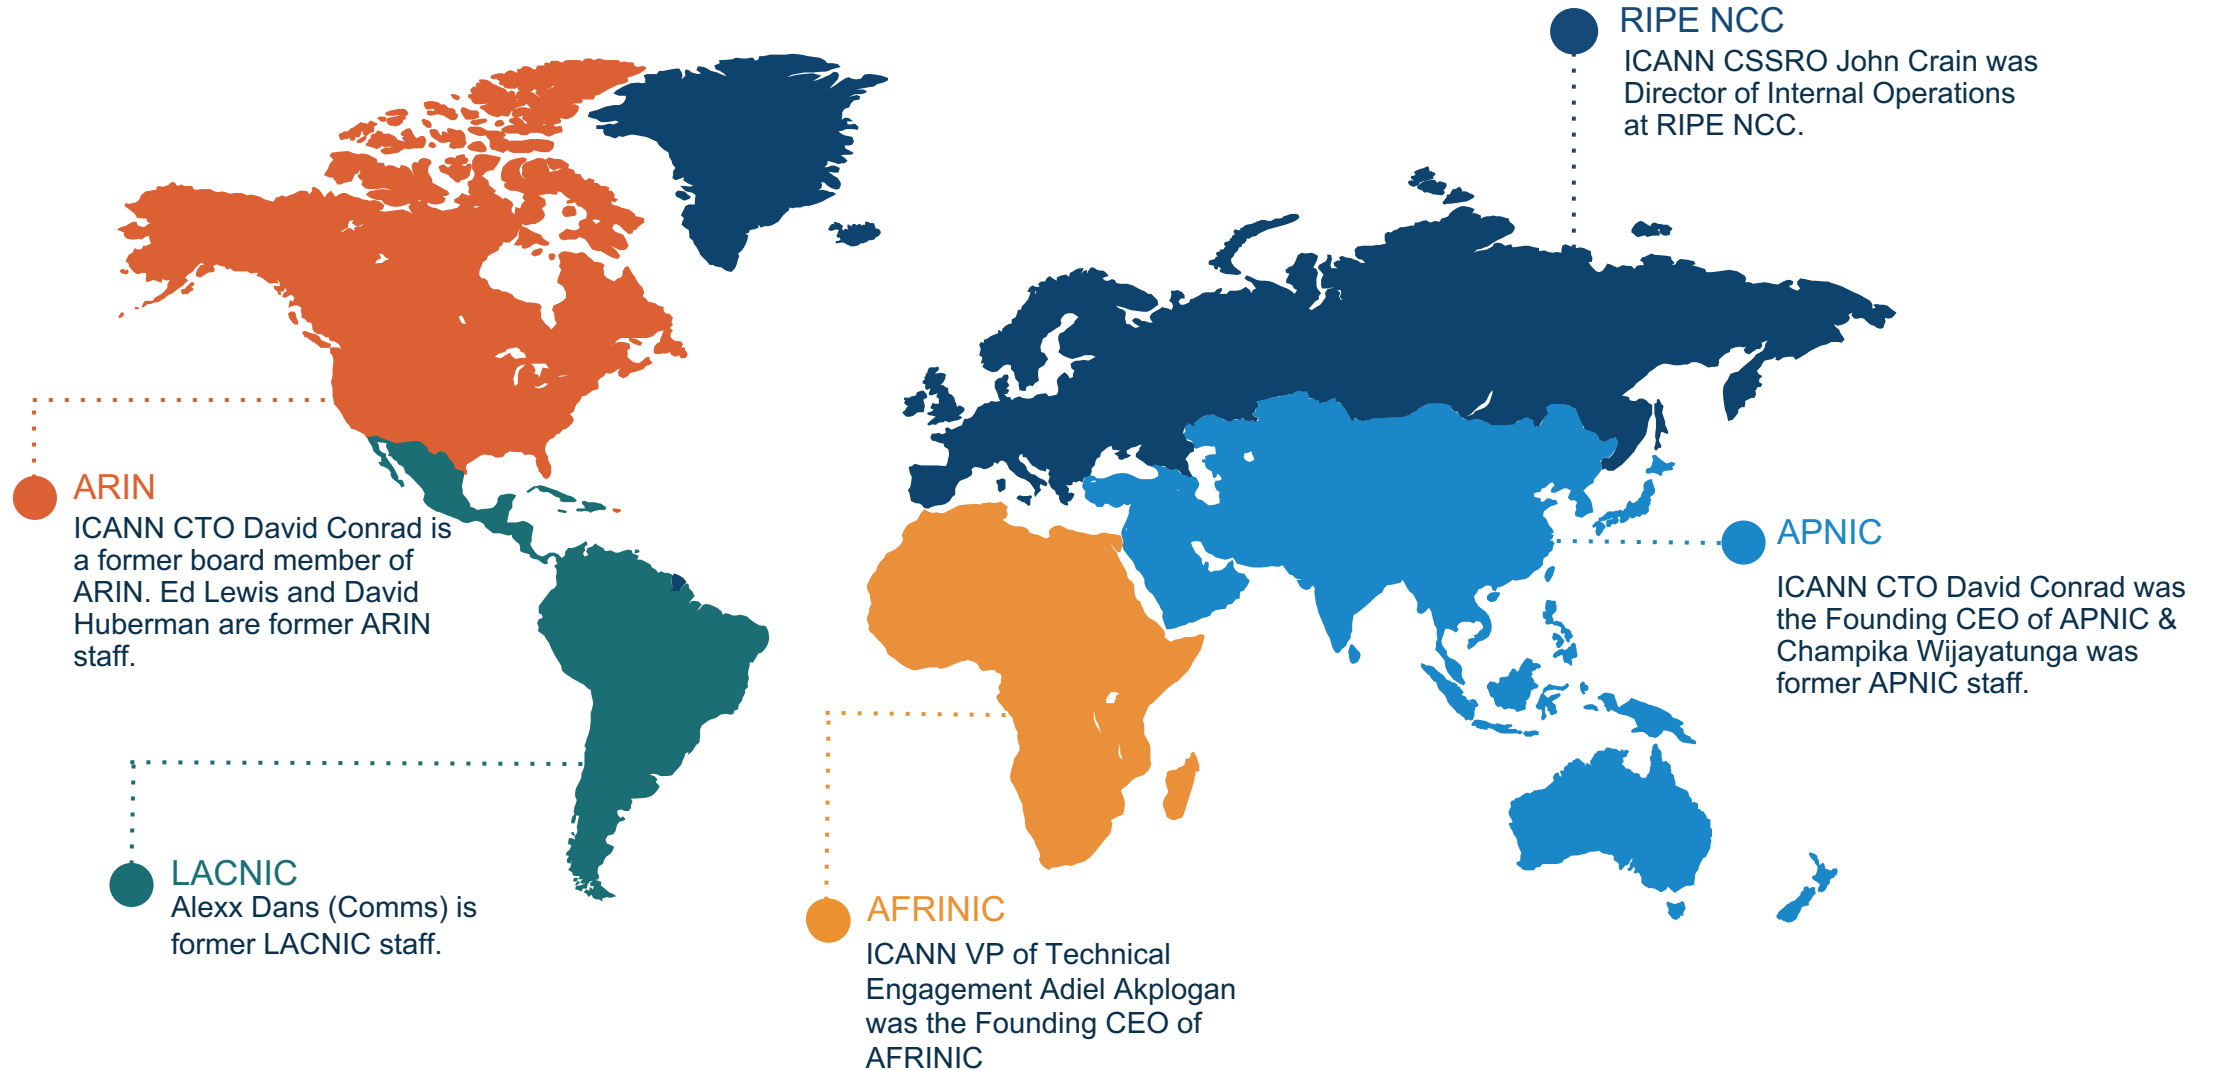 RIPE NCC
ICANN CSSRO John Crain was
Director of Internal Operations
at RIPE NCC.
ARIN
ICANN CTO David Conrad is
a former board member of
ARIN. Ed Lewis and David
Huberman are former ARIN
staff.
APNIC
ICANN CTO David Conrad was
the Founding CEO of APNIC &
Champika Wijayatunga was
former APNIC staff.
LACNIC
Alexx Dans (Comms) is
former LACNIC staff.
AFRINIC
ICANN VP of Technical
Engagement Adiel Akplogan
was the Founding CEO of
AFRINIC